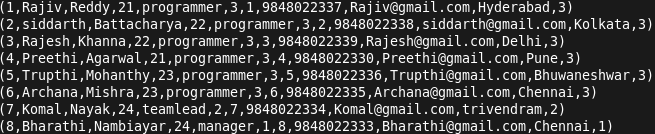 (1,Rajiv,Reddy,21,programmer,3,1,9848022337,Rajiv@gmail.com,Hyderabad,3)
(2,siddarth,Battacharya,22,programmer,3,2,9848022338,siddarth@gmail.com,Kolkata,3)
(3,Rajesh,Khanna,22,programmer,3,3,9848022339,Rajesh@gmail.com,Delhi,3)
(4,Preethi,Agarwal,21,programmer,3,4,9848022330,Preethi@gmail.com,Pune,3)
(5,Trupthi,Mohanthy,23,programmer,3,5,9848022336,Trupthi@gmail.com,Bhuwaneshwar,3)
(6,Archana,Mishra,23,programmer,3,6,9848022335,Archana@gmail.com,Chennai,3)
(7,Komal,Nayak,24,teamlead,2,7,9848022334,Komal@gmail.com,trivendram,2)
(8,Bharathi,Nambiayar,24,manager,1,8,9848022333,Bharathi@gmail.com,Chennai,1)